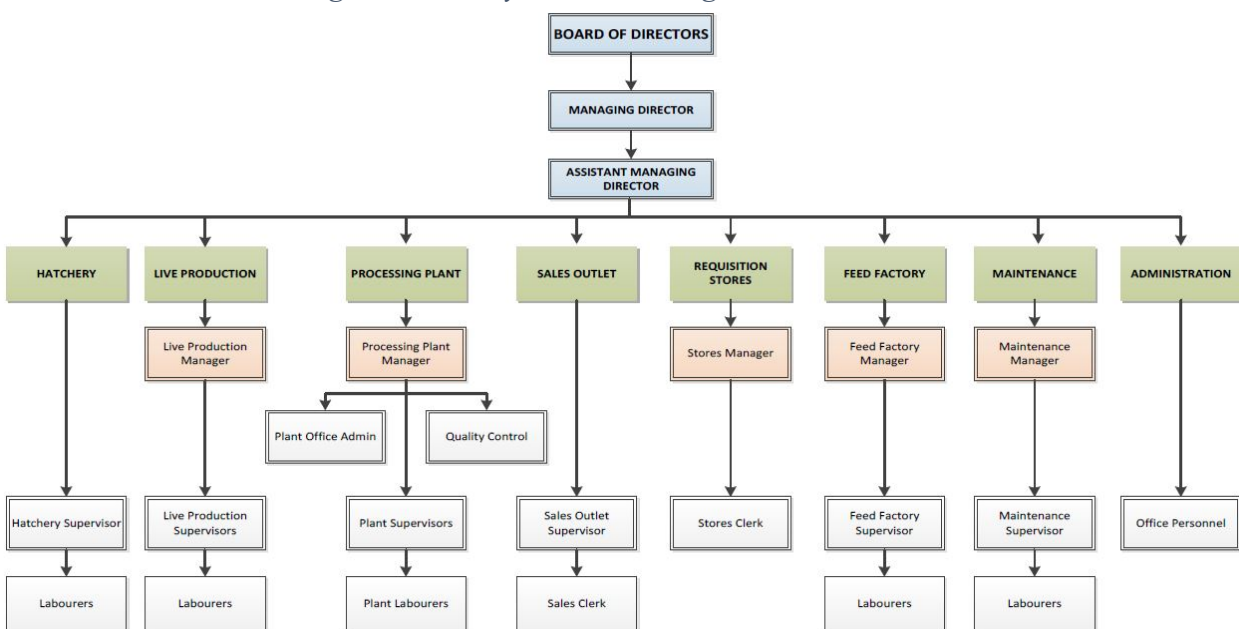 BOARD OF DIRECTORS
MANAGING DIRECTOR
ASSISTANT MANAGING
DIRECTOR
HATCHERY
LIVE PRODUCTION
PROCESSING PLANT
SALES OUTLET
REQUISITION
STORES
FEED FACTORY
MAINTENANCE
ADMINISTRATION
Live Production
Manager
Processing Plant
Manager
Stores Manager
Feed Factory
Manager
Maintenance
Manager
Plant Office Admin
Quality Control
Hatchery Supervisor
Live Production
Supervisors
Plant Supervisors
Sales Outlet
Supervisor
Stores Clerk
Feed Factory
Supervisor
Maintenance
Supervisor
Office Personnel
Labourers
Labourers
Plant Labourers
Sales Clerk
Labourers
Labourers